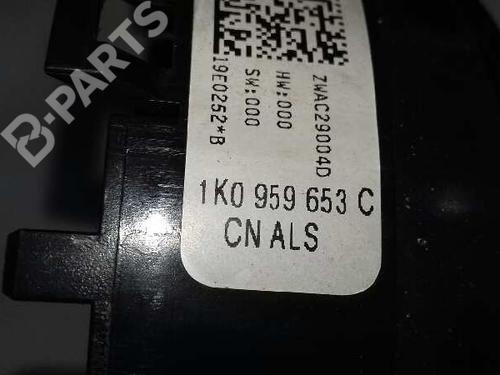 B-PARTS
ZWAC29004D
HW:000
SW:000
19E0252*B
1K0 959 653 C
CN ALS